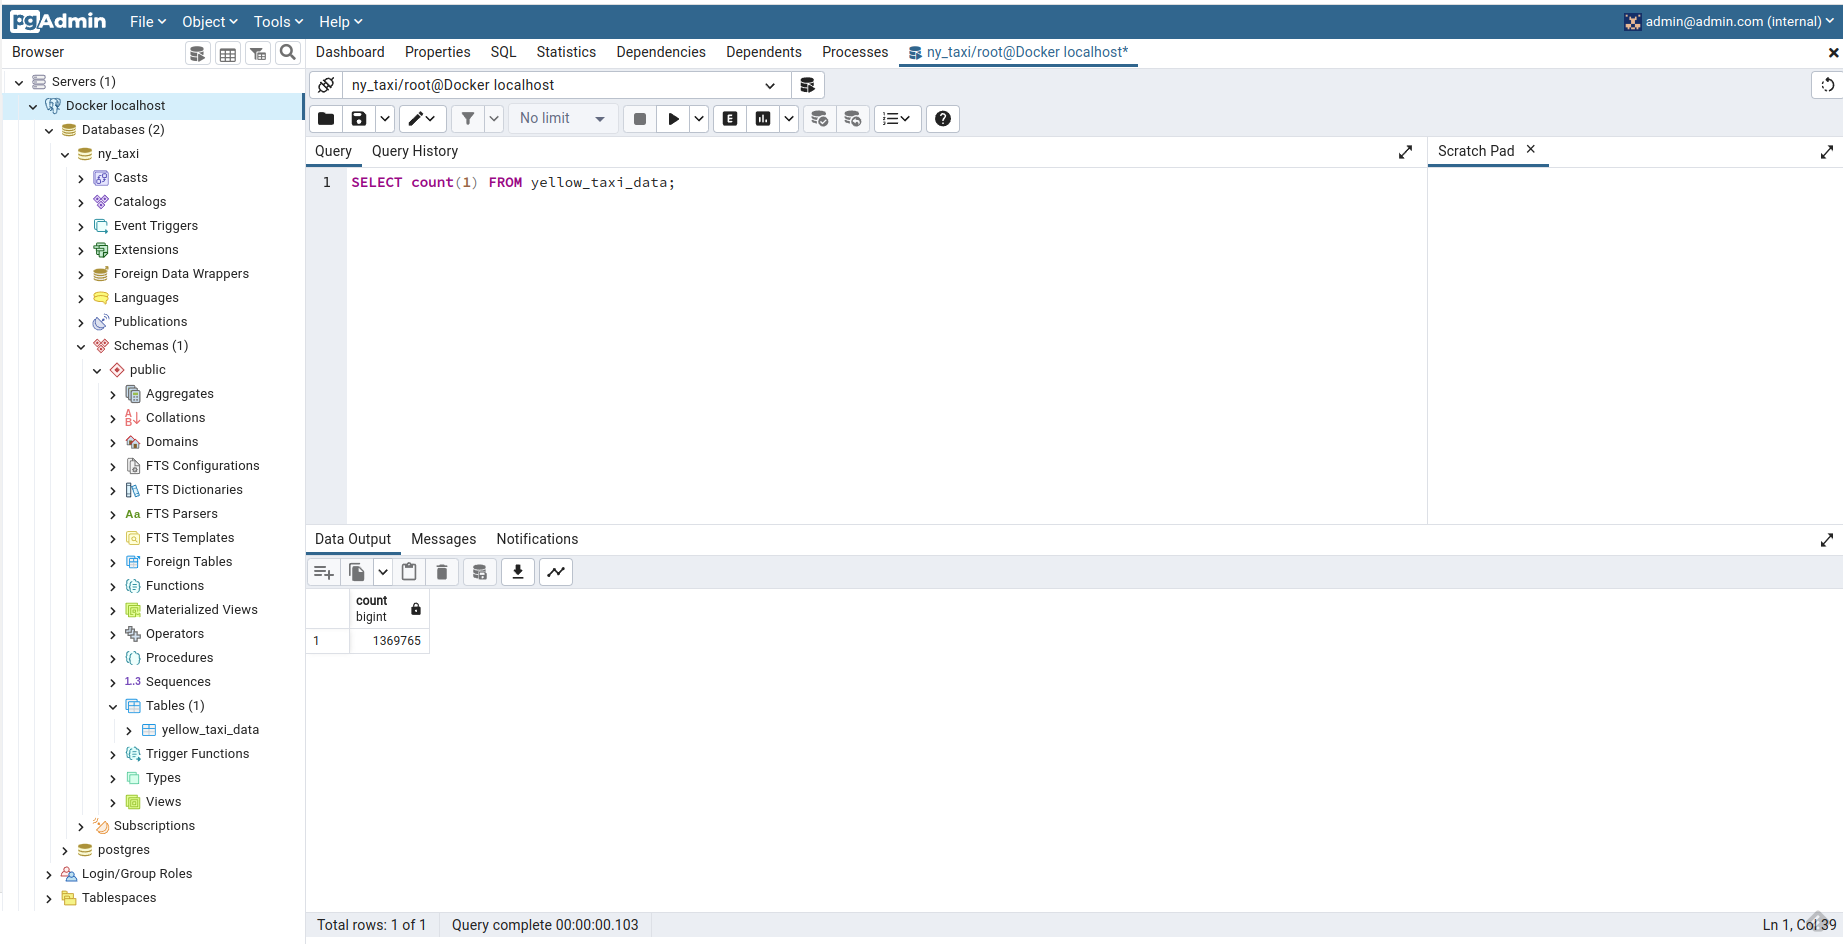 pgAdmin File Object Tools Help admin@admin.com (internal)
Browser
Dashboard Properties SQL Statistics Dependencies Dependents Processes ny_taxi/root@Docker localhost*
Servers (1)
Docker localhost
Databases (2)
ny_taxi
Casts
Catalogs
Event Triggers
Extensions
Foreign Data Wrappers
Languages
Publications
Schemas (1)
public
Aggregates
Collations
Domains
FTS Configurations
FTS Dictionaries
Aa FTS Parsers
FTS Templates
Foreign Tables
Functions
Materialized Views
Operators
Procedures
1..3 Sequences
Tables (1)
yellow_taxi_data
Trigger Functions
Types
Views
Subscriptions
postgres
Login/Group Roles
Tablespaces
ny_taxi/root@Docker localhost
No limit E
Query Query History
Scratch Pad
1 SELECT count(1) FROM yellow_taxi_data;
Data Output Messages Notifications
count
bigint
1 1369765
Total rows: 1 of 1 Query complete 00:00:00.103 Ln 1, Col 39